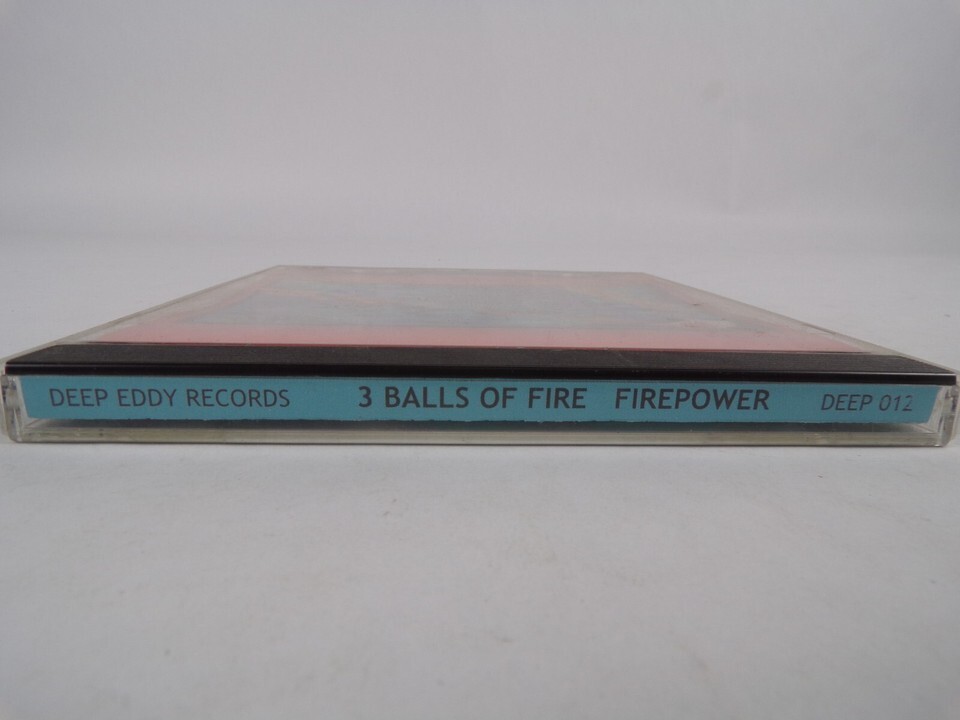 DEEP EDDY RECORDS 3 BALLS OF FIRE FIREPOWER DEEP 012